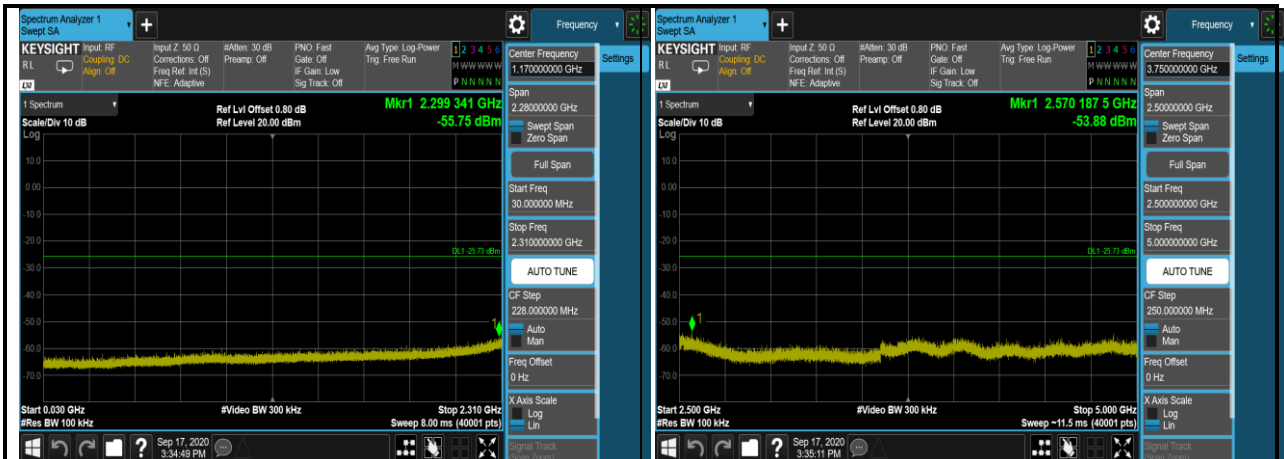 Spectrum Analyzer 1
Swept SA
+
Frequency
KEYSIGHT
RL
LXI
Input: RF
Coupling: DC
Align: Off
Input Z: 50 Ω
Corrections: Off
Freq Ref: Int (S)
NFE: Adaptive
#Atten: 30 dB
Preamp: Off
PNO: Fast
Gate: Off
IF Gain: Low
Sig Track: Off
Avg Type: Log-Power
Trig: Free Run
1 2 3 4 5 6
M W W W W W
P N N N N N
Center Frequency
1.170000000 GHz
Settings
Span
2.28000000 GHz
Swept Span
Zero Span
Full Span
Start Freq
30.000000 MHz
Stop Freq
2.310000000 GHz
AUTO TUNE
CF Step
228.000000 MHz
Auto
Man
Freq Offset
0 Hz
X Axis Scale
Log
Lin
Signal Track
(Span Zoom)
1 Spectrum
Scale/Div 10 dB
Log
Ref Lvl Offset 0.80 dB
Ref Level 20.00 dBm
Mkr1 2.299 341 GHz
-55.75 dBm
10.0
0.00
-10.0
-20.0
DL1 -25.73 dBm
-30.0
-40.0
-50.0
1
-60.0
-70.0
Start 0.030 GHz
#Res BW 100 kHz
#Video BW 300 kHz
Stop 2.310 GHz
Sweep 8.00 ms (40001 pts)
?
Sep 17, 2020
3:34:49 PM
Spectrum Analyzer 1
Swept SA
+
Frequency
KEYSIGHT
RL
LXI
Input: RF
Coupling: DC
Align: Off
Input Z: 50 Ω
Corrections: Off
Freq Ref: Int (S)
NFE: Adaptive
#Atten: 30 dB
Preamp: Off
PNO: Fast
Gate: Off
IF Gain: Low
Sig Track: Off
Avg Type: Log-Power
Trig: Free Run
1 2 3 4 5 6
M W W W W W
P N N N N N
Center Frequency
3.750000000 GHz
Settings
Span
2.50000000 GHz
Swept Span
Zero Span
Full Span
Start Freq
2.500000000 GHz
Stop Freq
5.000000000 GHz
AUTO TUNE
CF Step
250.000000 MHz
Auto
Man
Freq Offset
0 Hz
X Axis Scale
Log
Lin
Signal Track
(Span Zoom)
1 Spectrum
Scale/Div 10 dB
Log
Ref Lvl Offset 0.80 dB
Ref Level 20.00 dBm
Mkr1 2.570 187 5 GHz
-53.88 dBm
10.0
0.00
-10.0
-20.0
DL1 -25.73 dBm
-30.0
-40.0
-50.0
1
-60.0
-70.0
Start 2.500 GHz
#Res BW 100 kHz
#Video BW 300 kHz
Stop 5.000 GHz
Sweep ~11.5 ms (40001 pts)
?
Sep 17, 2020
3:35:11 PM